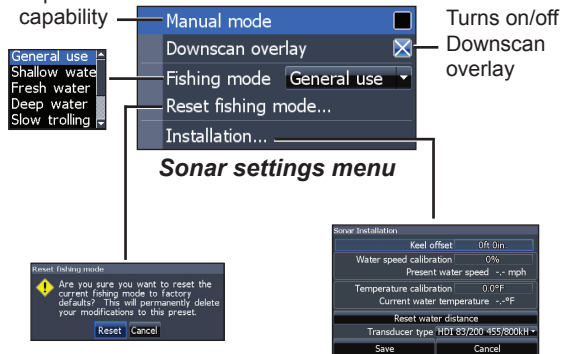 capability
Manual mode
Downscan overlay
Fishing mode General use
Reset fishing mode...
Installation...
Turns on/off
Downscan
overlay
General use
Shallow wate
Fresh water
Deep water
Slow trolling
Sonar settings menu
Reset fishing mode
Are you sure you want to reset the
current fishing mode to factory
defaults? This will permanently delete
your modifications to this preset.
Reset Cancel
Sonar Installation
Keel offset 0ft 0in.
Water speed calibration 0%
Present water speed -.- mph
Temperature calibration 0.0°F
Current water temperature -.-°F
Reset water distance
Transducer type HDI 83/200 455/800kH
Save Cancel